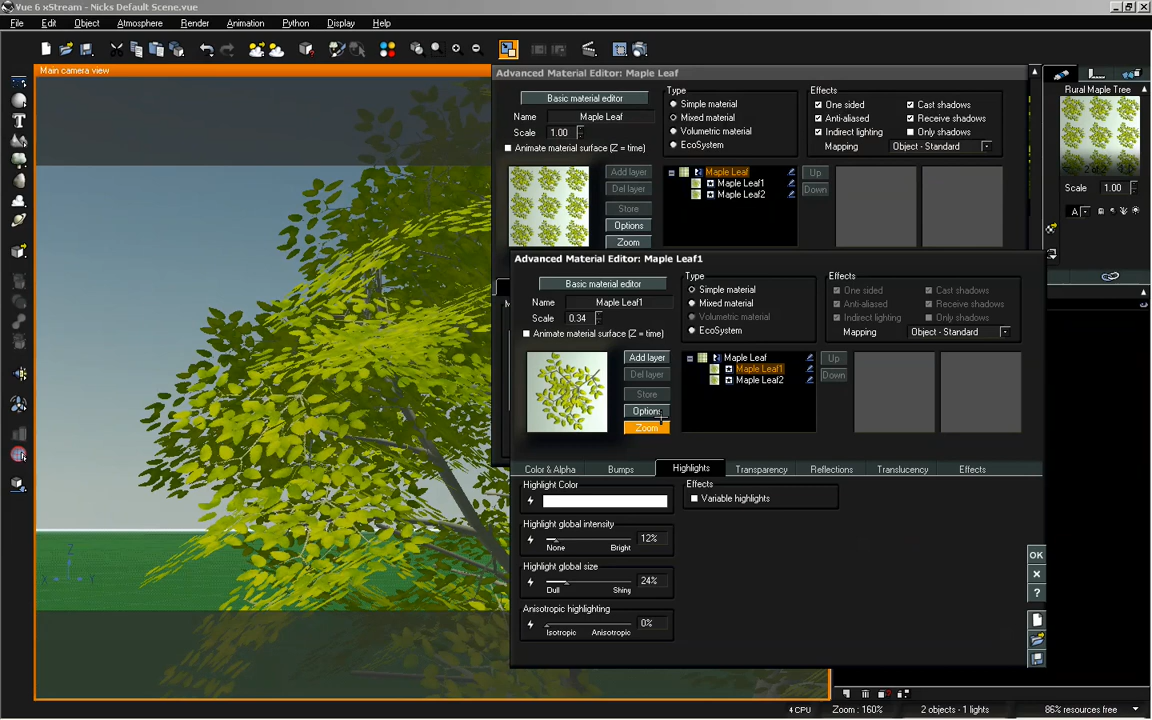 Vue 6 xStream - Nicks Default Scene.vue
File Edit Object Atmosphere Render Animation Python Display Help
Main camera view
Advanced Material Editor: Maple Leaf
Basic material editor
Name Maple Leaf
Scale 1.00
Animate material surface (Z = time)
Type
Simple material
Mixed material
Volumetric material
EcoSystem
Effects
One sided Cast shadows
Anti-aliased Receive shadows
Indirect lighting Only shadows
Mapping Object - Standard
Add layer
Del layer
Store
Options
Zoom
Maple Leaf
Maple Leaf1
Maple Leaf2
Up
Down
Rural Maple Tree
Scale 1.00
A
Advanced Material Editor: Maple Leaf1
Basic material editor
Name Maple Leaf1
Scale 0.34
Animate material surface (Z = time)
Type
Simple material
Mixed material
Volumetric material
EcoSystem
Effects
One sided Cast shadows
Anti-aliased Receive shadows
Indirect lighting Only shadows
Mapping Object - Standard
Add layer
Del layer
Store
Options
Zoom
Maple Leaf
Maple Leaf1
Maple Leaf2
Up
Down
Color & Alpha Bumps Highlights Transparency Reflections Translucency Effects
Highlight Color
Effects
Variable highlights
Highlight global intensity
12%
None Bright
Highlight global size
24%
Dull Shiny
Anisotropic highlighting
0%
Isotropic Anisotropic
OK
?
Z
X Y
4 CPU Zoom : 160% 2 objects - 1 lights 86% resources free